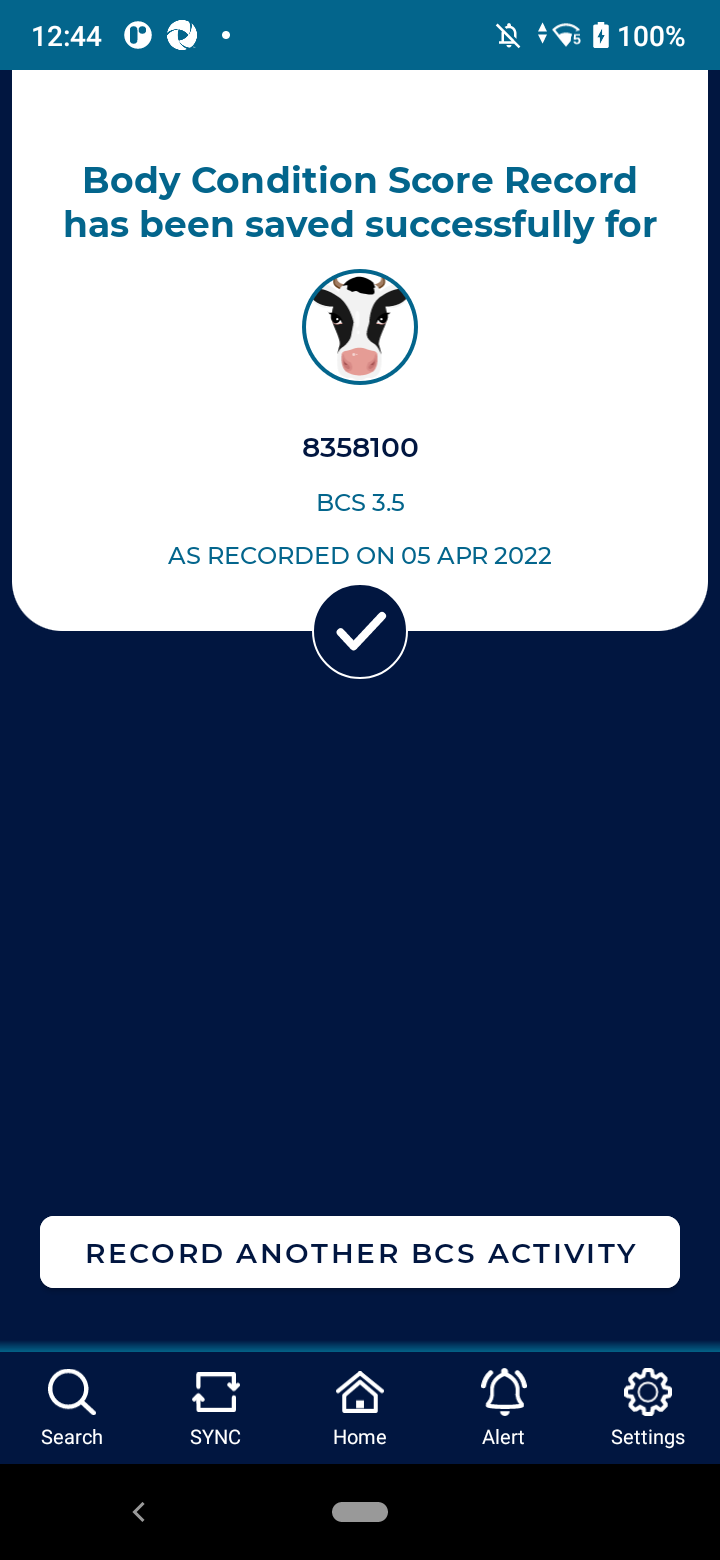 12:44
100%
Body Condition Score Record
has been saved successfully for
8358100
BCS 3.5
AS RECORDED ON 05 APR 2022
RECORD ANOTHER BCS ACTIVITY
Search SYNC Home Alert Settings